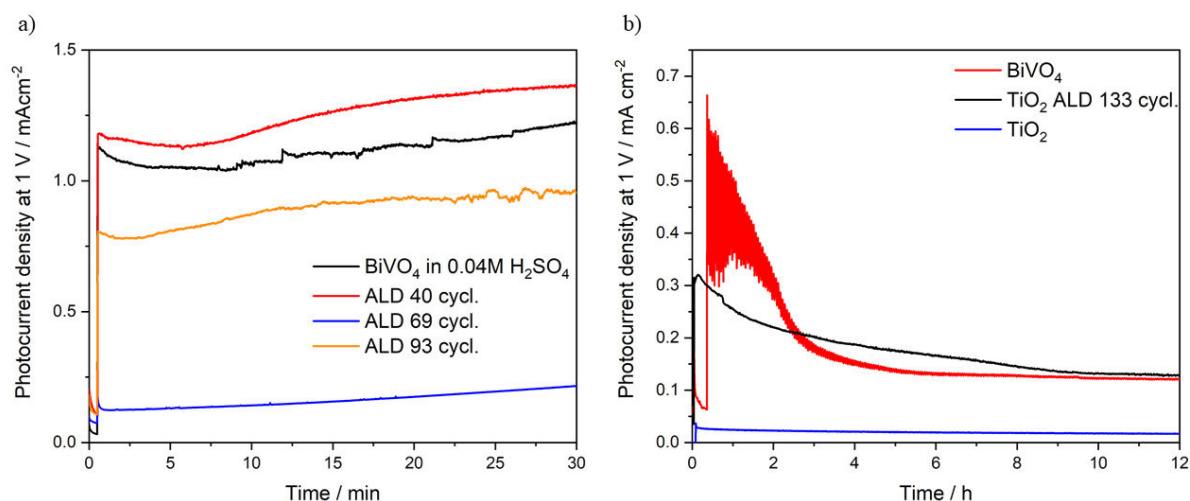 a)
Photocurrent density at 1 V / mAcm⁻²
1.5
1.0
0.5
0.0
BiVO₄ in 0.04M H₂SO₄
ALD 40 cycl.
ALD 69 cycl.
ALD 93 cycl.
0 5 10 15 20 25 30
Time / min
b)
Photocurrent density at 1 V / mA cm⁻²
0.7
0.6
0.5
0.4
0.3
0.2
0.1
0.0
BiVO₄
TiO₂ ALD 133 cycl.
TiO₂
0 2 4 6 8 10 12
Time / h